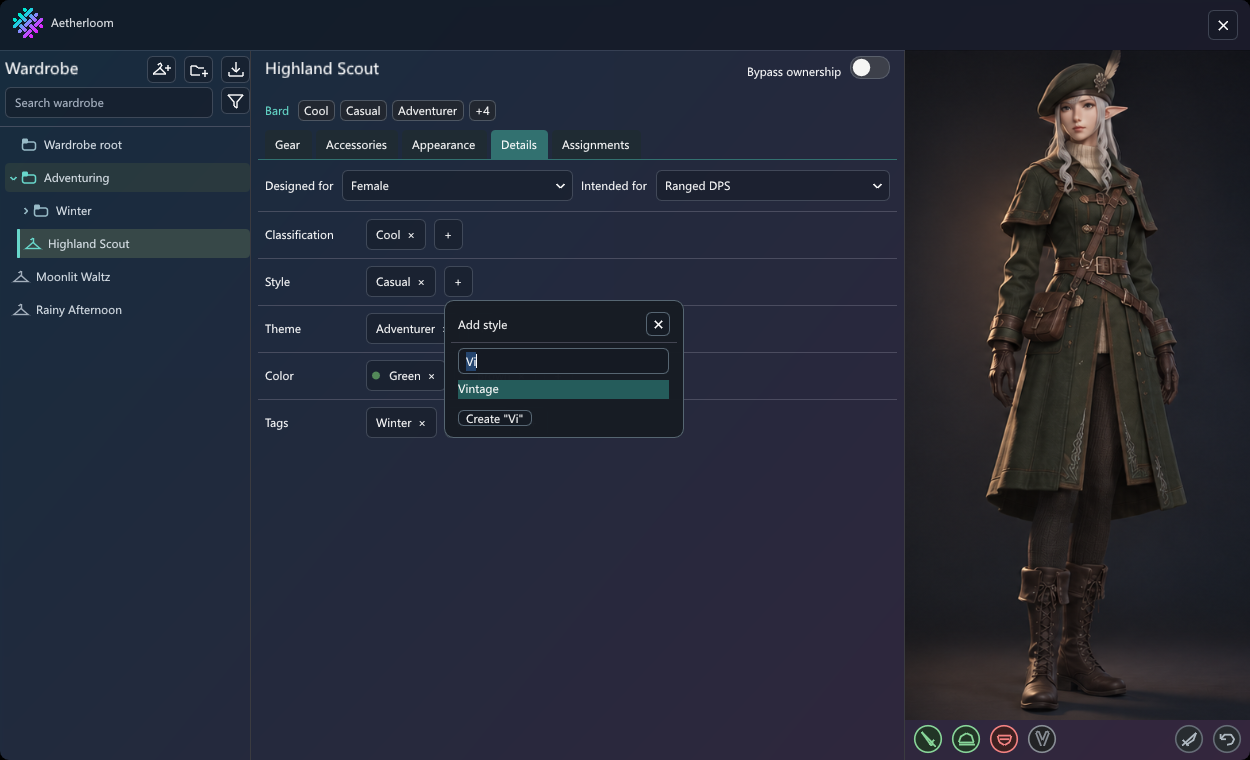 Aetherloom
Wardrobe
Search wardrobe
Wardrobe root
Adventuring
Winter
Highland Scout
Moonlit Waltz
Rainy Afternoon
Highland Scout
Bypass ownership
Bard Cool Casual Adventurer +4
Gear Accessories Appearance Details Assignments
Designed for Female Intended for Ranged DPS
Classification Cool × +
Style Casual × +
Theme Adventurer
Color Green ×
Tags Winter ×
Add style
Vi
Vintage
Create "Vi"